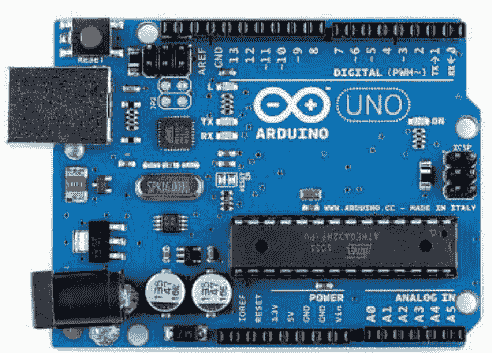 RESET
AREF
GND
13
12
~11
~10
~9
8
7
~6
~5
4
~3
2
TX→1
RX←0
DIGITAL (PWM~)
TX
RX
ARDUINO
UNO
ON
ICSP
WWW.ARDUINO.CC - MADE IN ITALY
IOREF
RESET
3.3V
5V
GND
GND
Vin
POWER
ANALOG IN
A0
A1
A2
A3
A4
A5